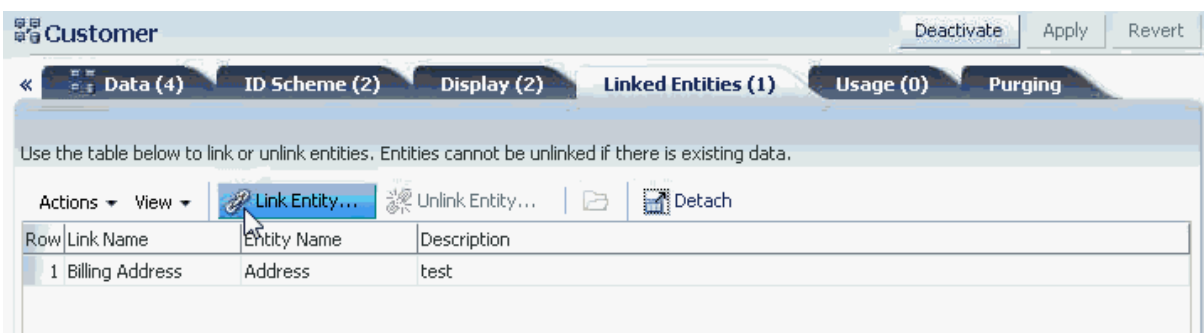 Customer
Deactivate Apply Revert
« Data (4) ID Scheme (2) Display (2) Linked Entities (1) Usage (0) Purging
Use the table below to link or unlink entities. Entities cannot be unlinked if there is existing data.
Actions View Link Entity... Unlink Entity... Detach
Row Link Name Entity Name Description
1 Billing Address Address test